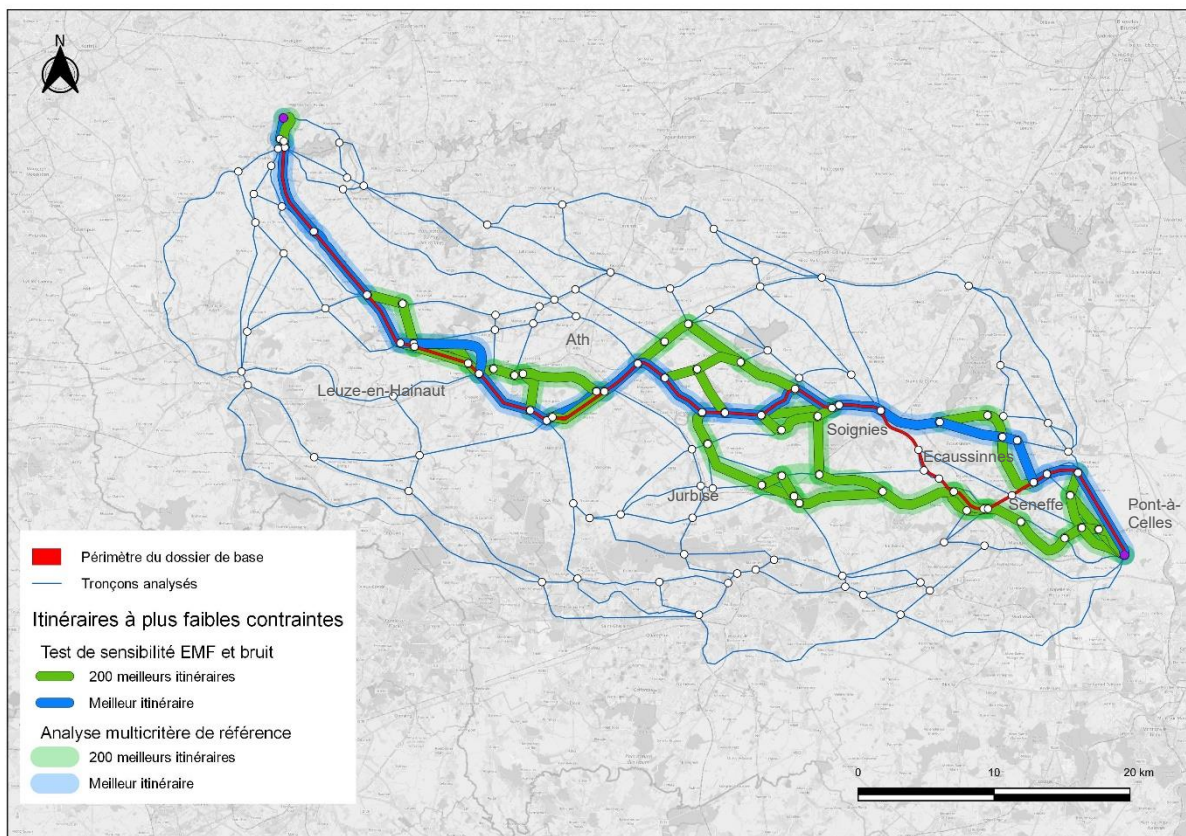 N
Ath
Leuze-en-Hainaut
Soignies
Ecaussinnes
Jurbise
Seneffe
Pont-à-
Celles
Périmètre du dossier de base
Tronçons analysés
Itinéraires à plus faibles contraintes
Test de sensibilité EMF et bruit
200 meilleurs itinéraires
Meilleur itinéraire
Analyse multicritère de référence
200 meilleurs itinéraires
Meilleur itinéraire
0 10 20 km